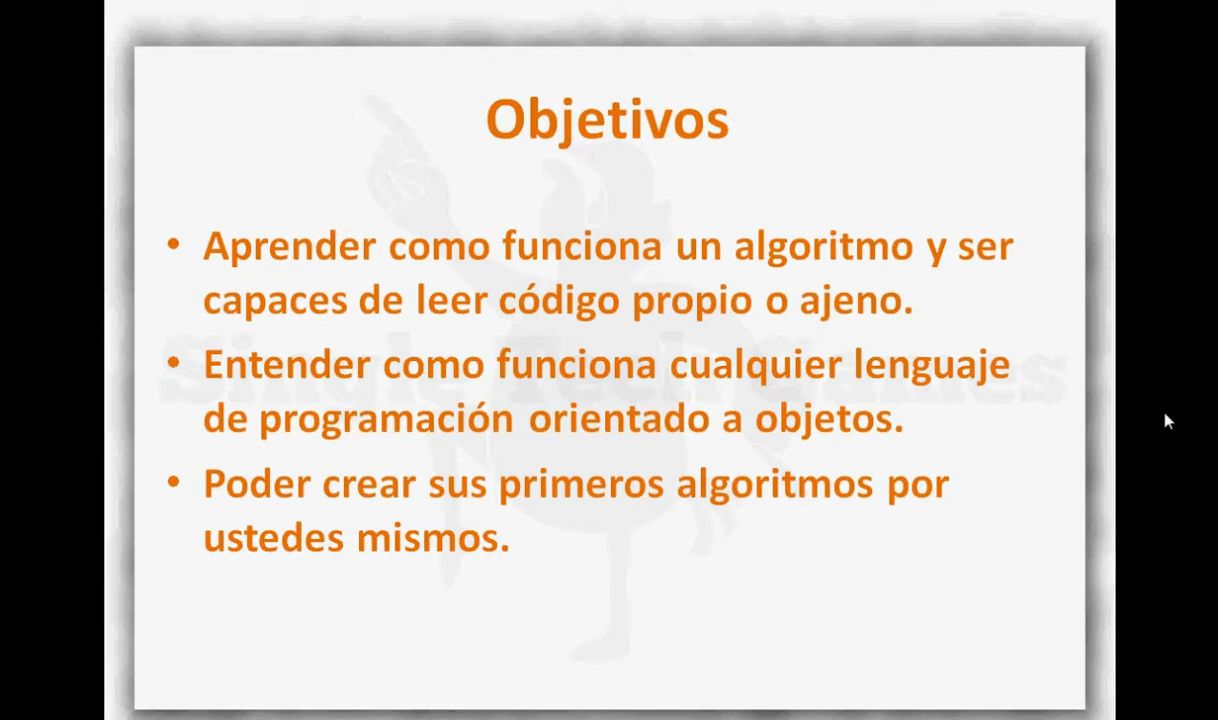 Objetivos
• Aprender como funciona un algoritmo y ser
capaces de leer código propio o ajeno.
• Entender como funciona cualquier lenguaje
de programación orientado a objetos.
• Poder crear sus primeros algoritmos por
ustedes mismos.